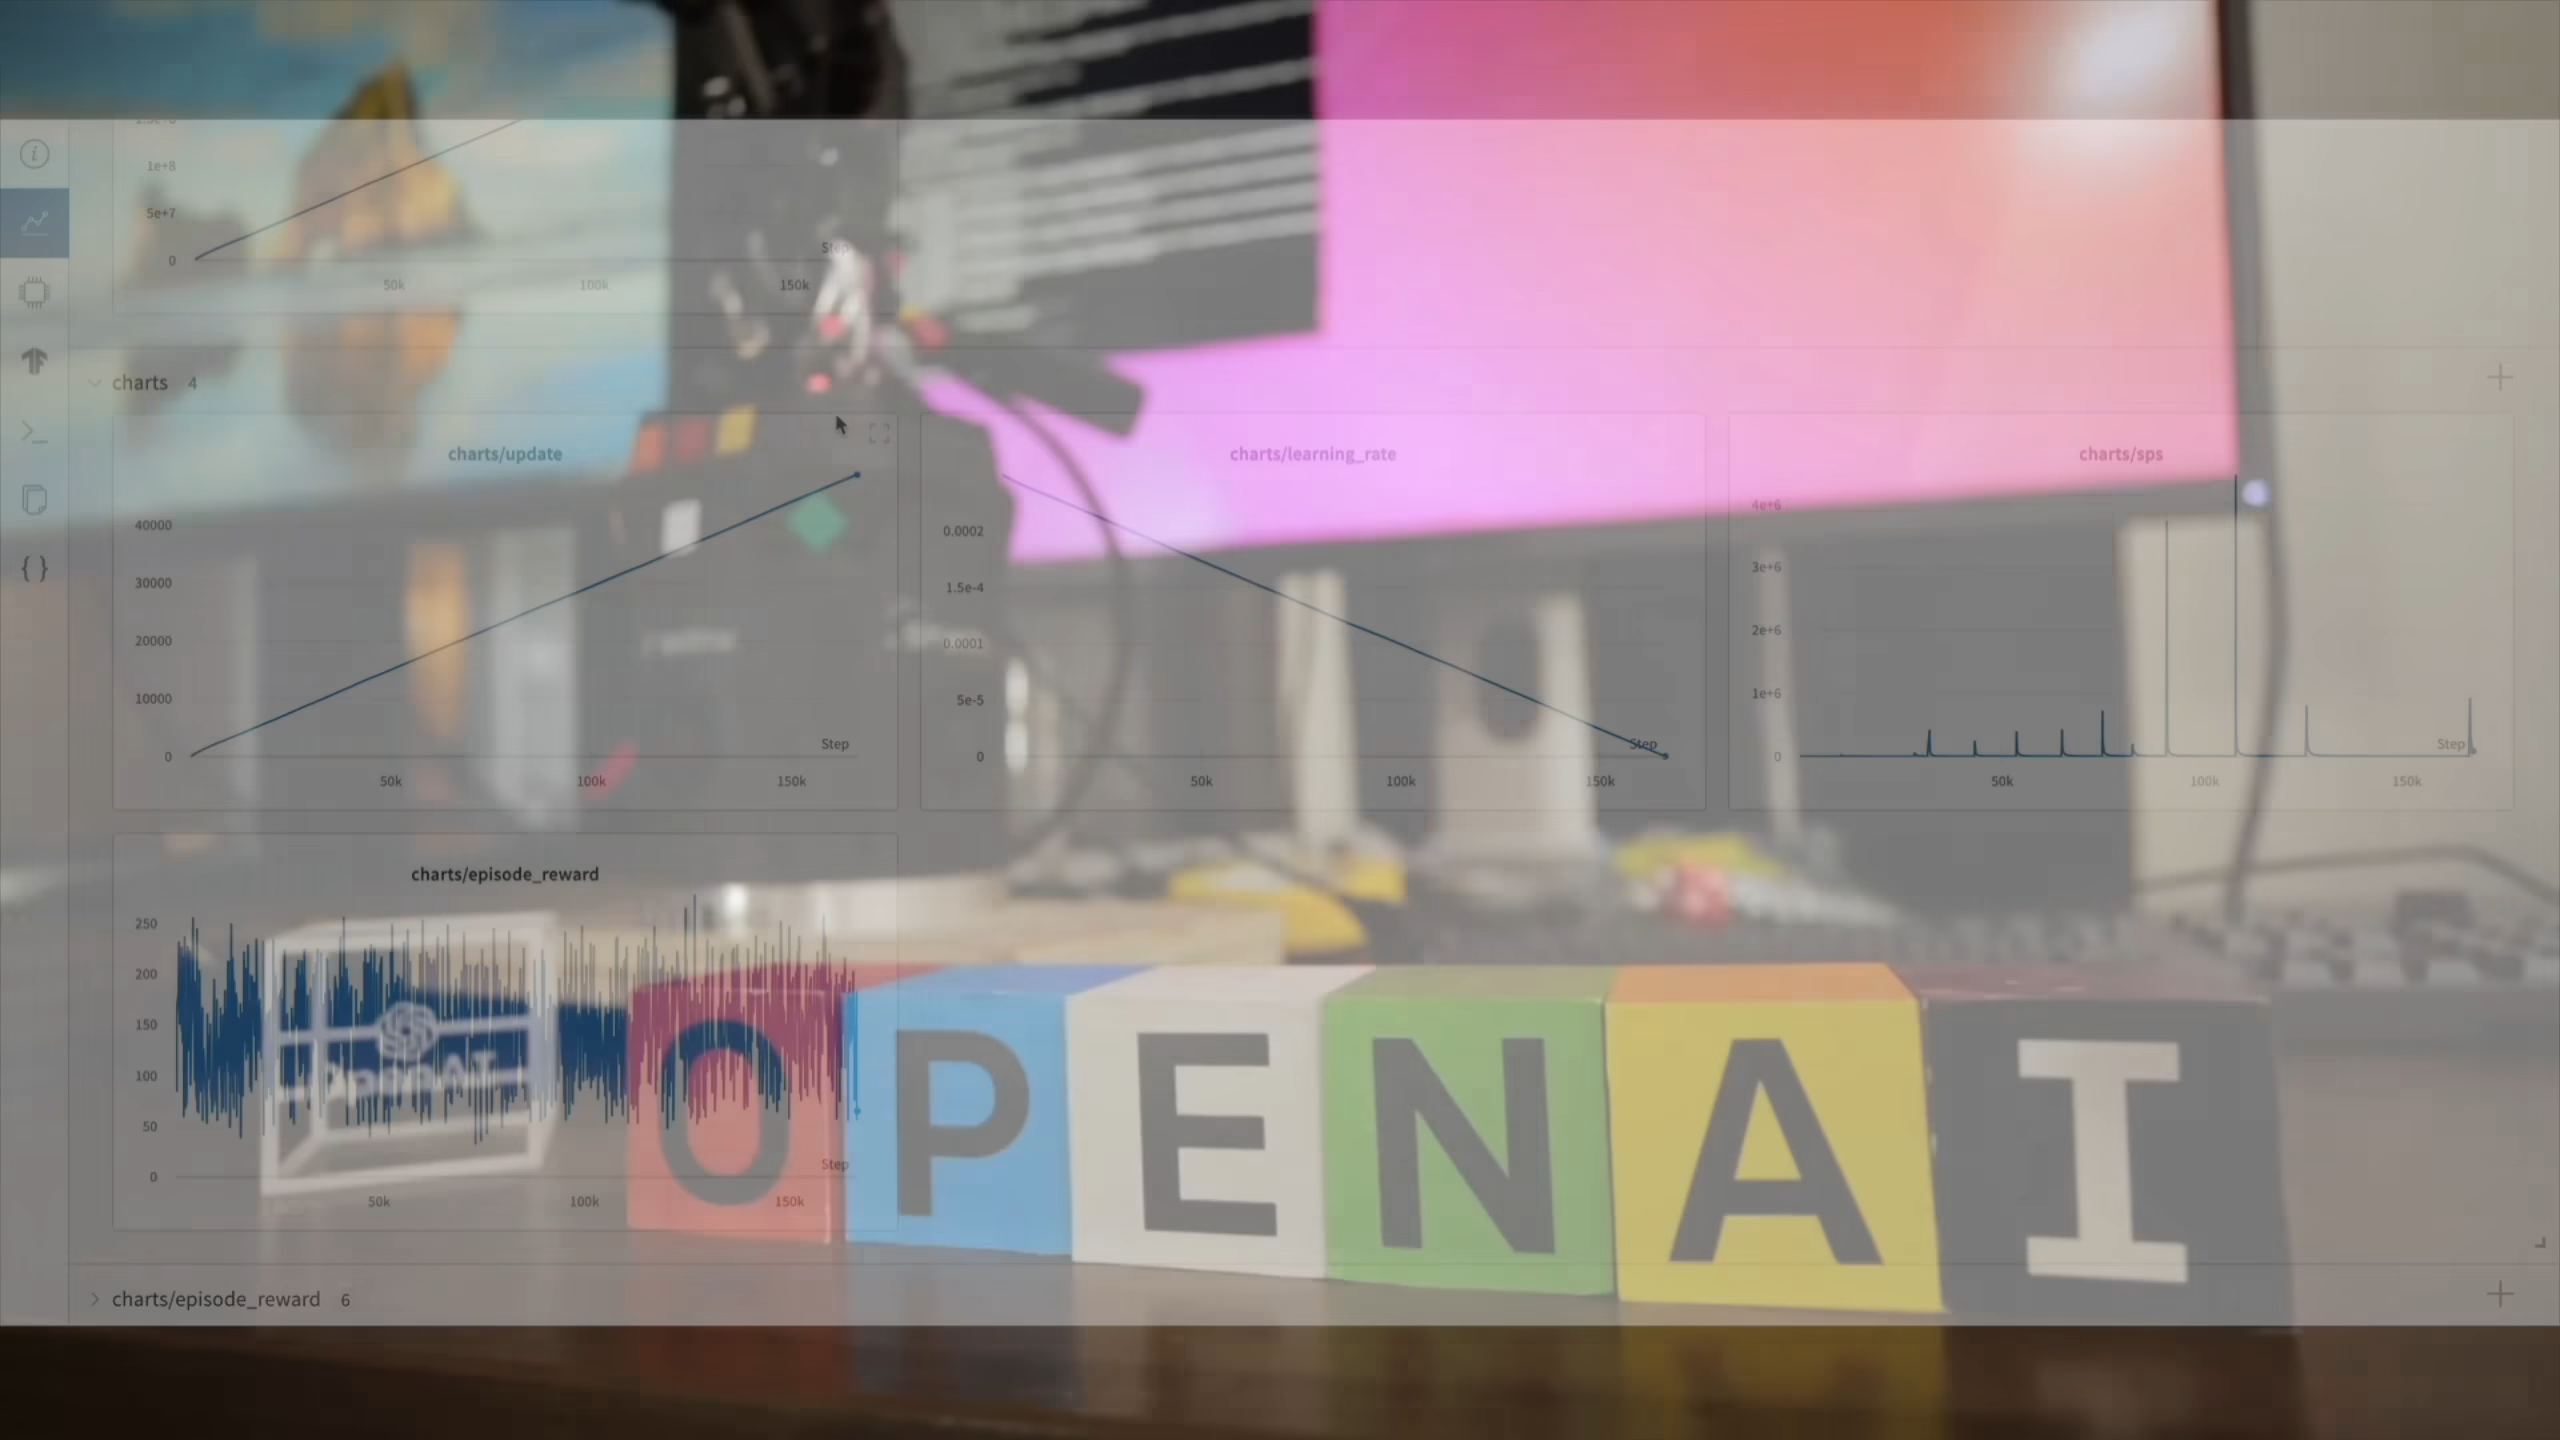 1e+8
5e+7
0
Step
50k
100k
150k
charts 4
charts/update
40000
30000
20000
10000
0
Step
50k
100k
150k
charts/learning_rate
0.0002
1.5e-4
0.0001
5e-5
0
Step
50k
100k
150k
charts/sps
4e+6
3e+6
2e+6
1e+6
0
Step
50k
100k
150k
charts/episode_reward
250
200
150
100
50
0
Step
50k
100k
150k
OpenAI
OPENAI
charts/episode_reward 6